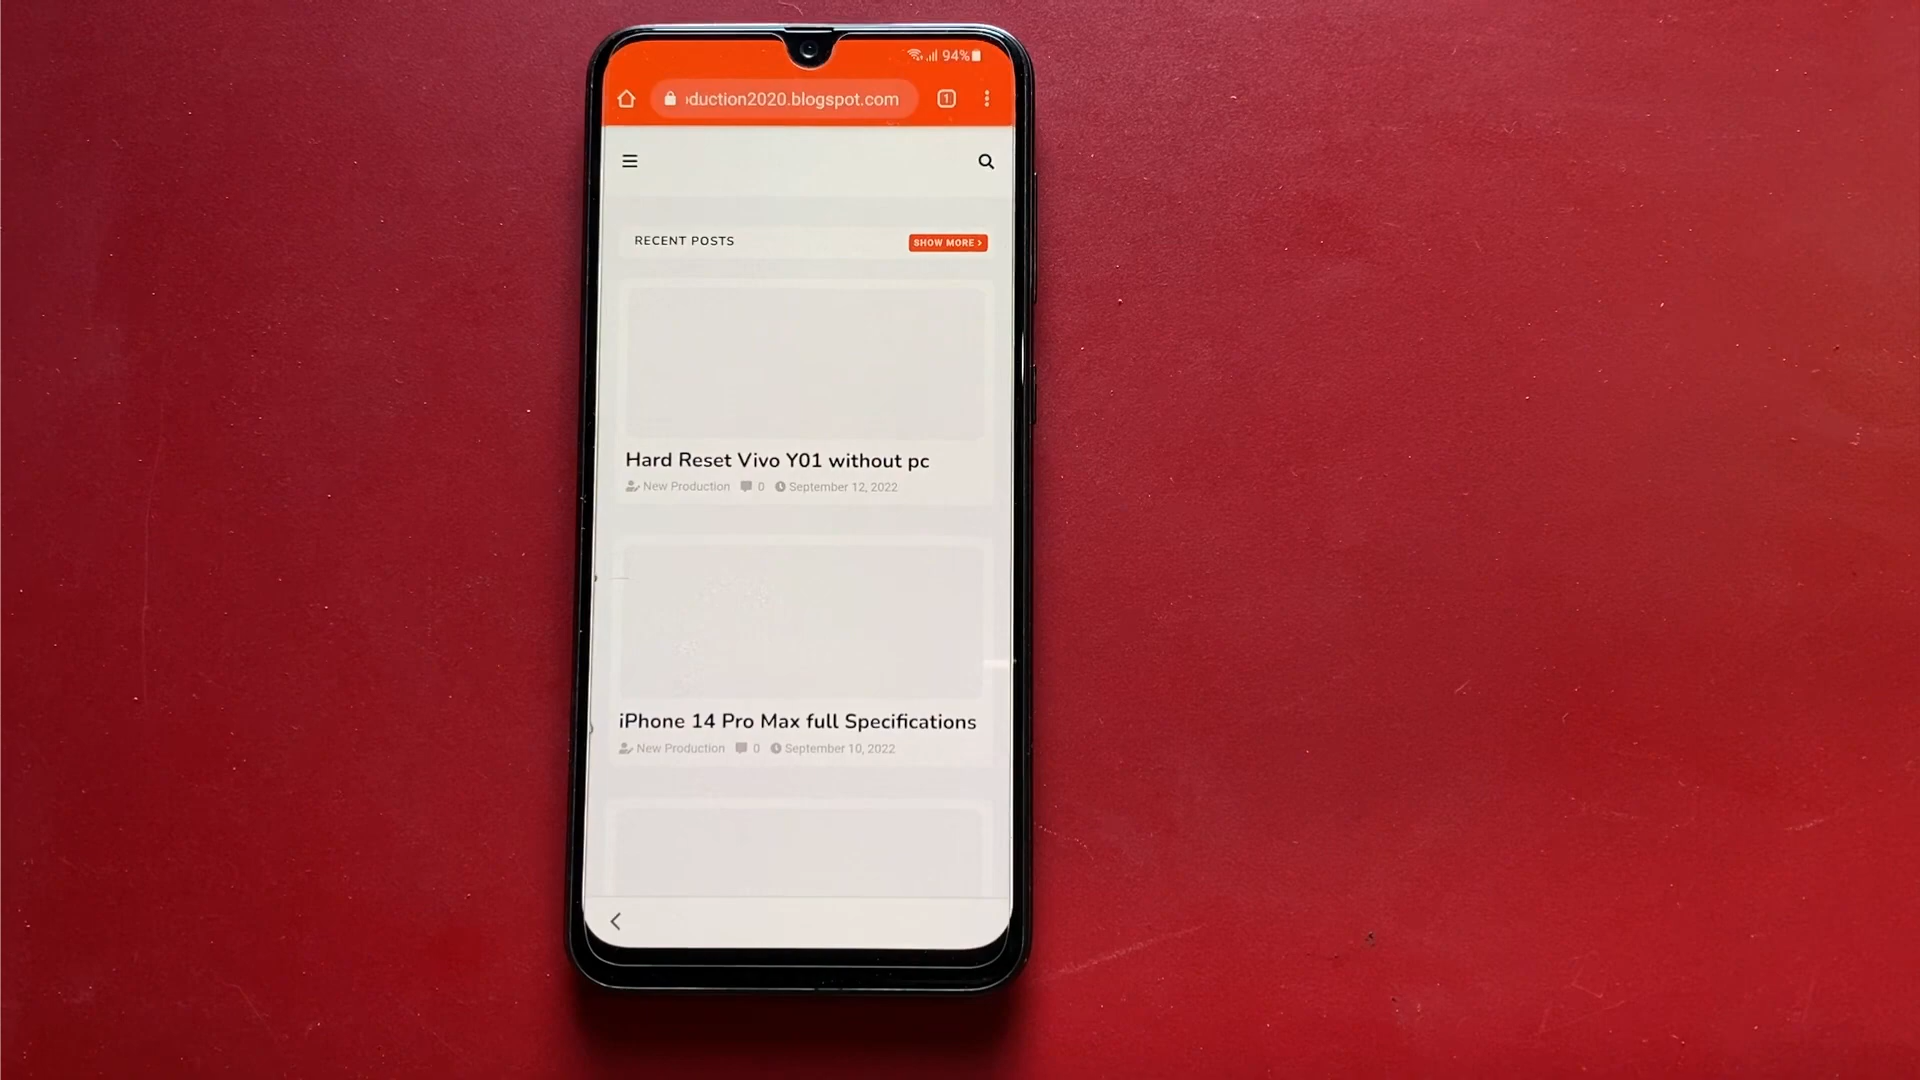 94%
duction2020.blogspot.com 1
RECENT POSTS SHOW MORE >
Hard Reset Vivo Y01 without pc
New Production 0 September 12, 2022
iPhone 14 Pro Max full Specifications
New Production 0 September 10, 2022